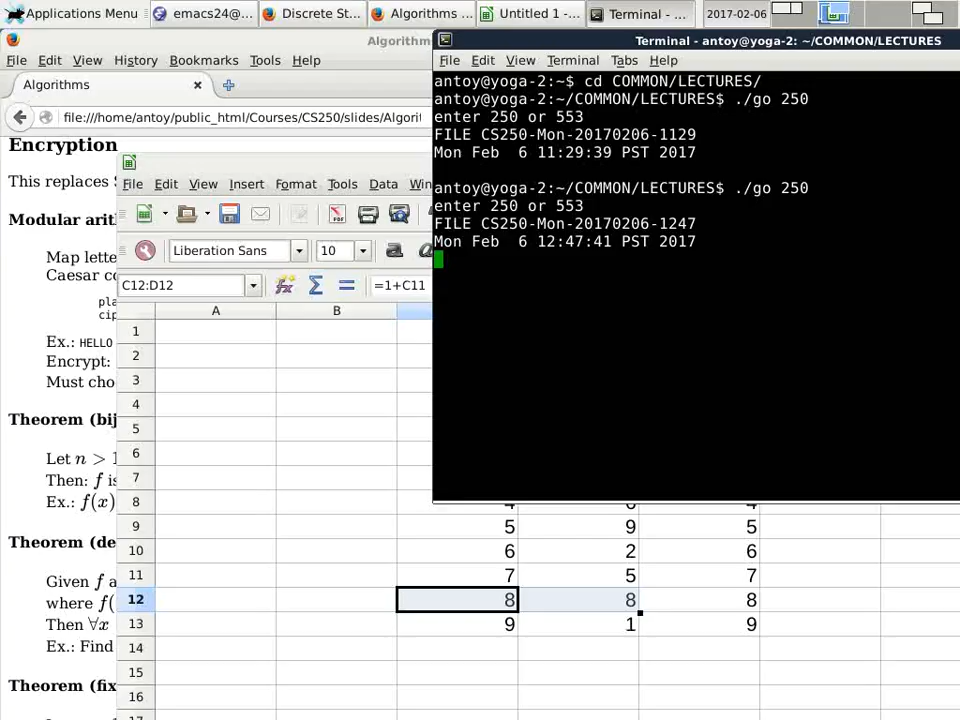 Applications Menu
emacs24@...
Discrete St...
Algorithms ...
Untitled 1 -...
Terminal - ...
2017-02-06
Algorithm
File Edit View History Bookmarks Tools Help
Algorithms
file:///home/antoy/public_html/Courses/CS250/slides/Algorit
Encryption
This replaces
Modular arit
Map lette
Caesar c
pla
cip
Ex.: HELLO
Encrypt:
Must cho
Theorem (bij
Let n > 1
Then: f is
Ex.: f(x)
Theorem (de
Given f a
where f(
Then ∀x
Ex.: Find
Theorem (fix
File Edit View Insert Format Tools Data Win
Liberation Sans
10
C12:D12
=1+C11
A B
1
2
3
4
5
6
7
8
9 5 9 5
10 6 2 6
11 7 5 7
12 8 8 8
13 9 1 9
14
15
16
Terminal - antoy@yoga-2: ~/COMMON/LECTURES
File Edit View Terminal Tabs Help
antoy@yoga-2:~$ cd COMMON/LECTURES/
antoy@yoga-2:~/COMMON/LECTURES$ ./go 250
enter 250 or 553
FILE CS250-Mon-20170206-1129
Mon Feb  6 11:29:39 PST 2017
antoy@yoga-2:~/COMMON/LECTURES$ ./go 250
enter 250 or 553
FILE CS250-Mon-20170206-1247
Mon Feb  6 12:47:41 PST 2017